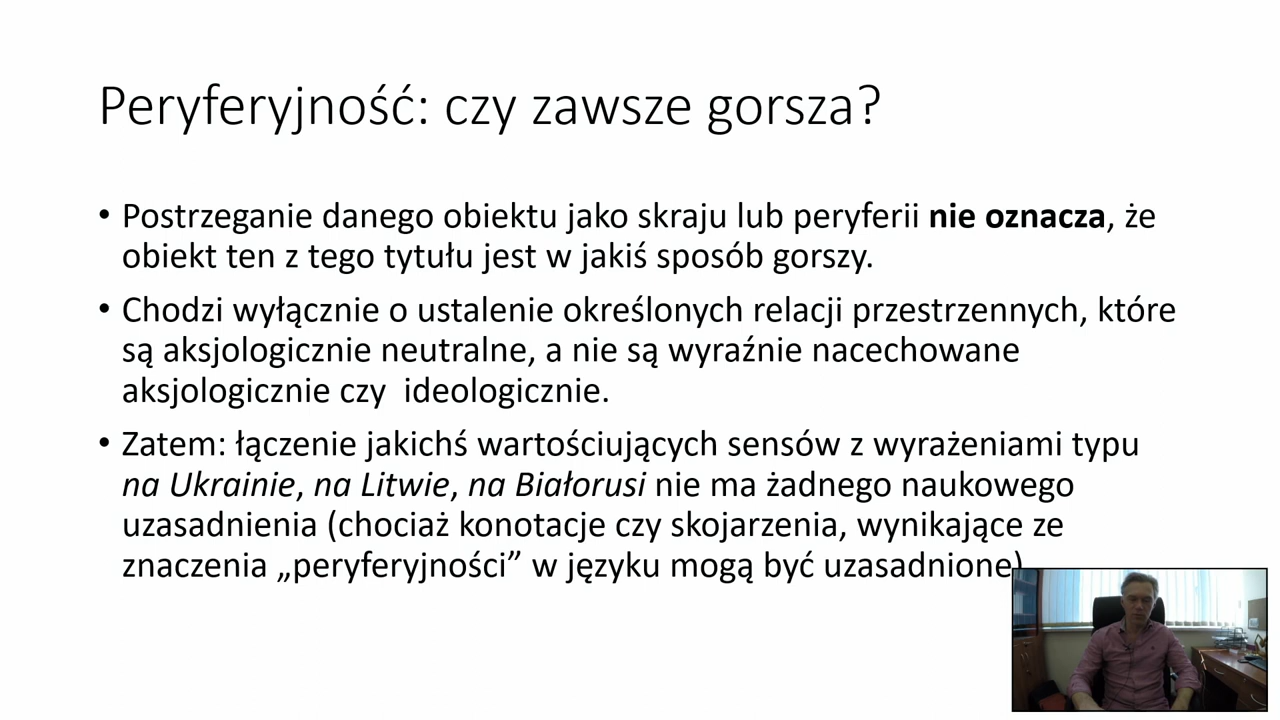 Peryferyjność: czy zawsze gorsza?
• Postrzeganie danego obiektu jako skraju lub peryferii nie oznacza, że
obiekt ten z tego tytułu jest w jakiś sposób gorszy.
• Chodzi wyłącznie o ustalenie określonych relacji przestrzennych, które
są aksjologicznie neutralne, a nie są wyraźnie nacechowane
aksjologicznie czy  ideologicznie.
• Zatem: łączenie jakichś wartościujących sensów z wyrażeniami typu
na Ukrainie, na Litwie, na Białorusi nie ma żadnego naukowego
uzasadnienia (chociaż konotacje czy skojarzenia, wynikające ze
znaczenia „peryferyjności” w języku mogą być uzasadnione)